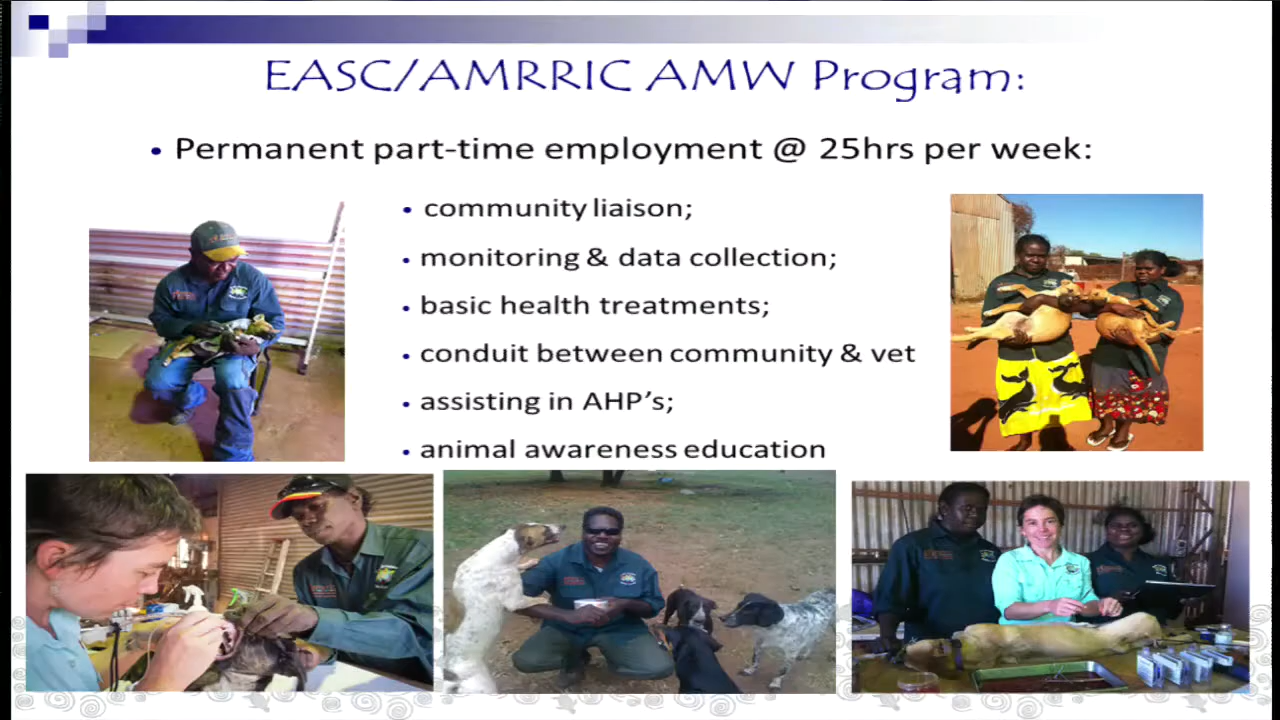 EASC/AMRRIC AMW Program:
• Permanent part-time employment @ 25hrs per week:
• community liaison;
• monitoring & data collection;
• basic health treatments;
• conduit between community & vet
• assisting in AHP's;
• animal awareness education